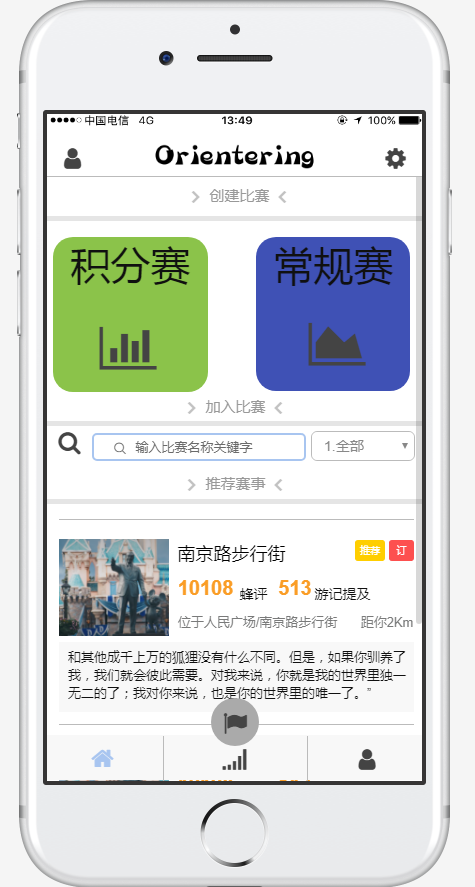 中国电信 4G 13:49 100%
Orientering
创建比赛
积分赛 常规赛
加入比赛
输入比赛名称关键字 1.全部
推荐赛事
南京路步行街 推荐 订
10108 蜂评 513 游记提及
位于人民广场/南京路步行街 距你2Km
和其他成千上万的狐狸没有什么不同。但是，如果你驯养了
我，我们就会彼此需要。对我来说，你就是我的世界里独一
无二的了；我对你来说，也是你的世界里的唯一了。”